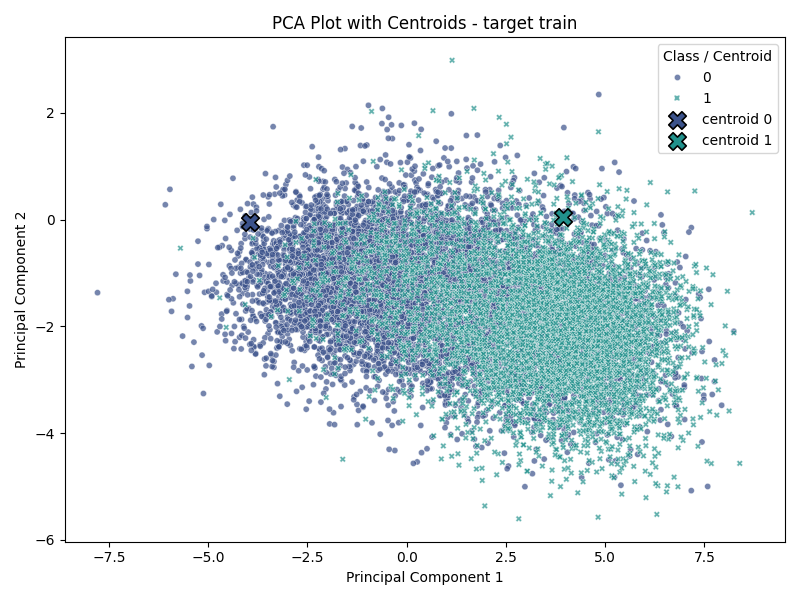 PCA Plot with Centroids - target train
Class / Centroid
0
1
centroid 0
centroid 1
2
0
−2
−4
−6
Principal Component 2
−7.5
−5.0
−2.5
0.0
2.5
5.0
7.5
Principal Component 1